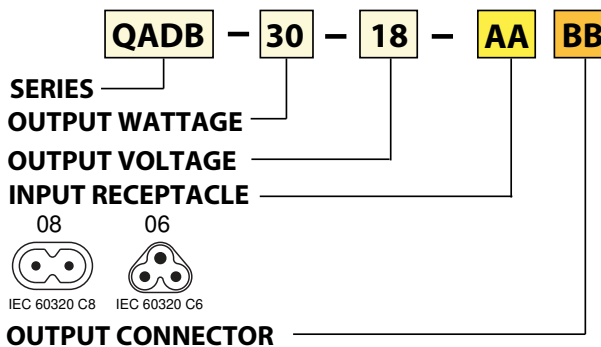 QADB – 30 – 18 – AA BB
SERIES
OUTPUT WATTAGE
OUTPUT VOLTAGE
INPUT RECEPTACLE
08 06
IEC 60320 C8 IEC 60320 C6
OUTPUT CONNECTOR